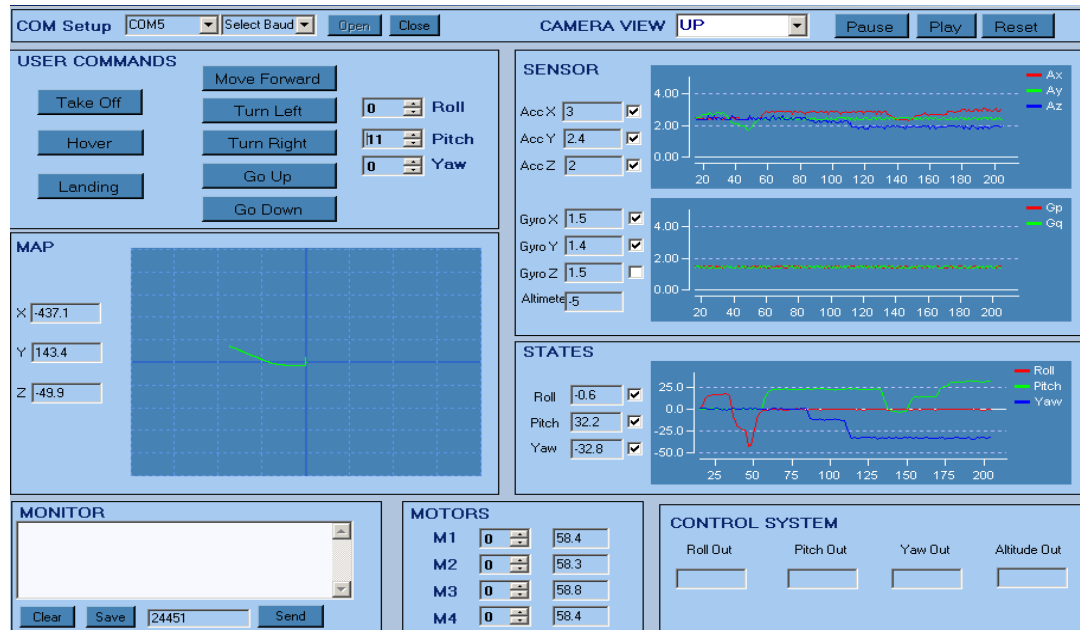 COM Setup COM5 Select Baud Open Close CAMERA VIEW UP Pause Play Reset
USER COMMANDS
Take Off
Hover
Landing
Move Forward
Turn Left
Turn Right
Go Up
Go Down
0 Roll
11 Pitch
0 Yaw
SENSOR
Acc X 3
Acc Y 2.4
Acc Z 2
4.00
2.00
0.00
20 40 60 80 100 120 140 160 180 200
Ax
Ay
Az
Gyro X 1.5
Gyro Y 1.4
Gyro Z 1.5
Altimete -5
4.00
2.00
0.00
20 40 60 80 100 120 140 160 180 200
Gp
Gq
MAP
X -437.1
Y 143.4
Z -49.9
STATES
Roll -0.6
Pitch 32.2
Yaw -32.8
25.0
0.0
-25.0
-50.0
25 50 75 100 125 150 175 200
Roll
Pitch
Yaw
MONITOR
Clear Save 24451 Send
MOTORS
M1 0 58.4
M2 0 58.3
M3 0 58.8
M4 0 58.4
CONTROL SYSTEM
Roll Out Pitch Out Yaw Out Altitude Out